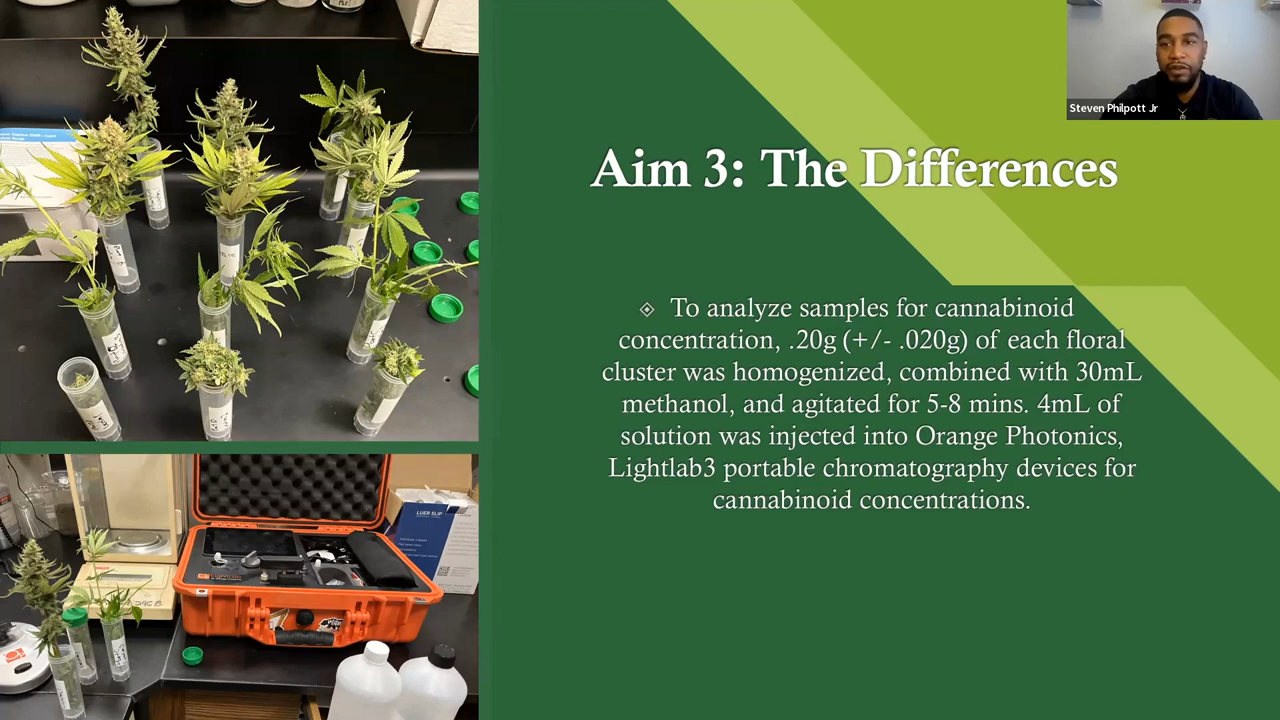 Steven Philpott Jr
Aim 3: The Differences
To analyze samples for cannabinoid
concentration, .20g (+/- .020g) of each floral
cluster was homogenized, combined with 30mL
methanol, and agitated for 5-8 mins. 4mL of
solution was injected into Orange Photonics,
Lightlab3 portable chromatography devices for
cannabinoid concentrations.
LUER SLIP